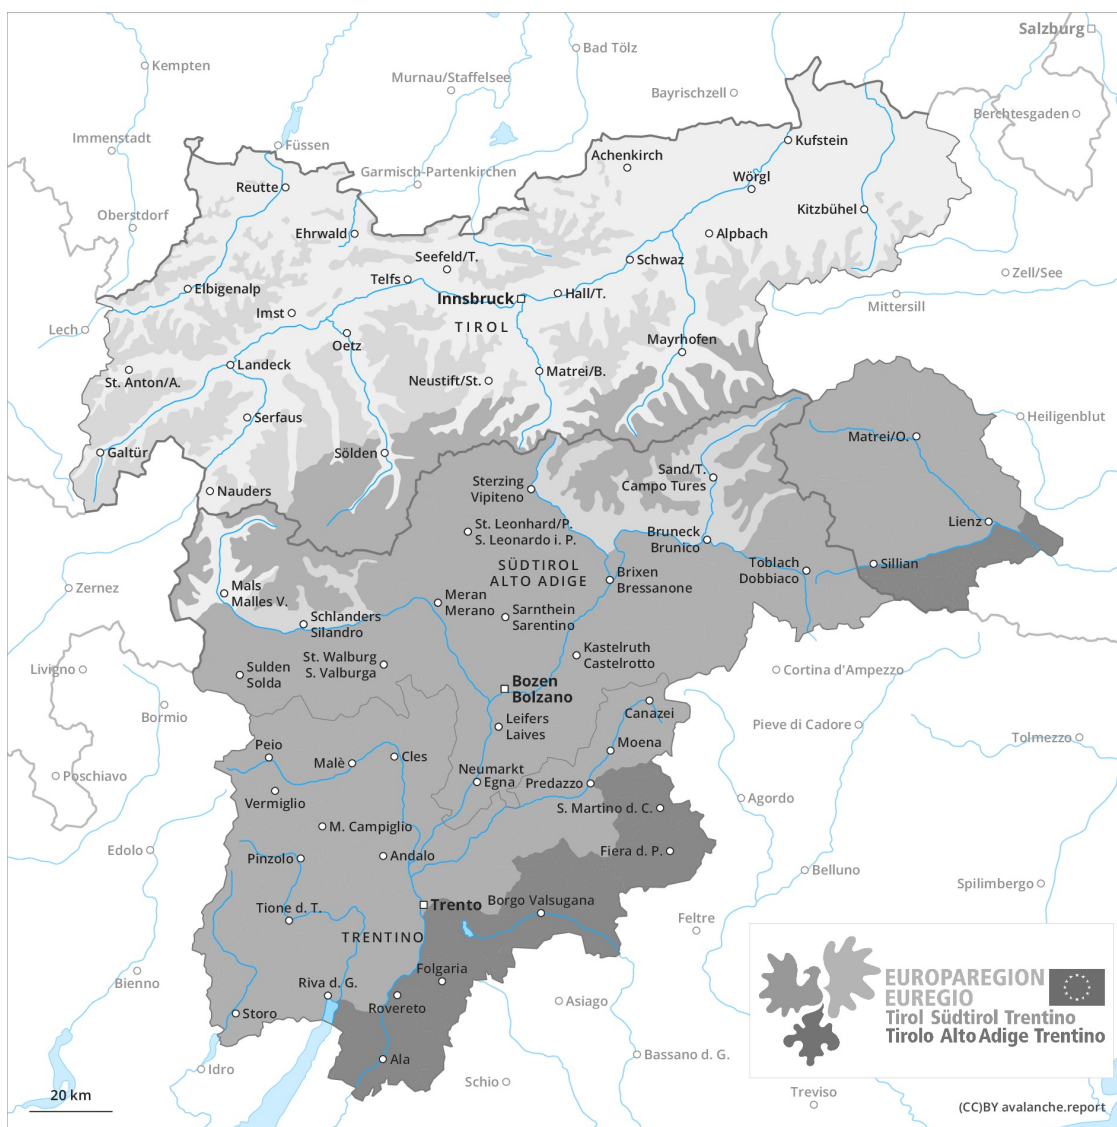 Salzburg
Kempten
Bad Tölz
Murnau/Staffelsee
Bayrischzell
Berchtesgaden
Immenstadt
Füssen
Kufstein
Achenkirch
Garmisch-Partenkirchen
Wörgl
Reutte
Oberstdorf
Kitzbühel
Ehrwald
Alpbach
Seefeld/T.
Schwaz
Zell/See
Telfs
Elbigenalp
Hall/T.
Innsbruck
Mittersill
Imst
TIROL
Lech
Oetz
Mayrhofen
Landeck
Matrei/B.
St. Anton/A.
Neustift/St.
Serfaus
Heiligenblut
Matrei/O.
Galtür
Sölden
Sand/T.
Campo Tures
Sterzing
Vipiteno
Nauders
Lienz
St. Leonhard/P.
S. Leonardo i. P.
Bruneck
Brunico
SÜDTIROL
ALTO ADIGE
Toblach
Dobbiaco
Sillian
Brixen
Bressanone
Zernez
Mals
Malles V.
Meran
Merano
Sarnthein
Sarentino
Schlanders
Silandro
Kastelruth
Castelrotto
St. Walburg
S. Valburga
Livigno
Sulden
Solda
Cortina d'Ampezzo
Bozen
Bolzano
Bormio
Canazei
Leifers
Laives
Pieve di Cadore
Tolmezzo
Peio
Moena
Malè
Cles
Poschiavo
Neumarkt
Egna
Predazzo
Vermiglio
Agordo
S. Martino d. C.
M. Campiglio
Edolo
Pinzolo
Andalo
Fiera d. P.
Belluno
Spilimbergo
Tione d. T.
Trento
Borgo Valsugana
Feltre
TRENTINO
Folgaria
Bienno
Riva d. G.
Rovereto
Asiago
Storo
EUROPAREGION
EUREGIO
Tirol Südtirol Trentino
Tirolo Alto Adige Trentino
Ala
Bassano d. G.
Idro
Schio
Treviso
20 km
(CC)BY avalanche.report